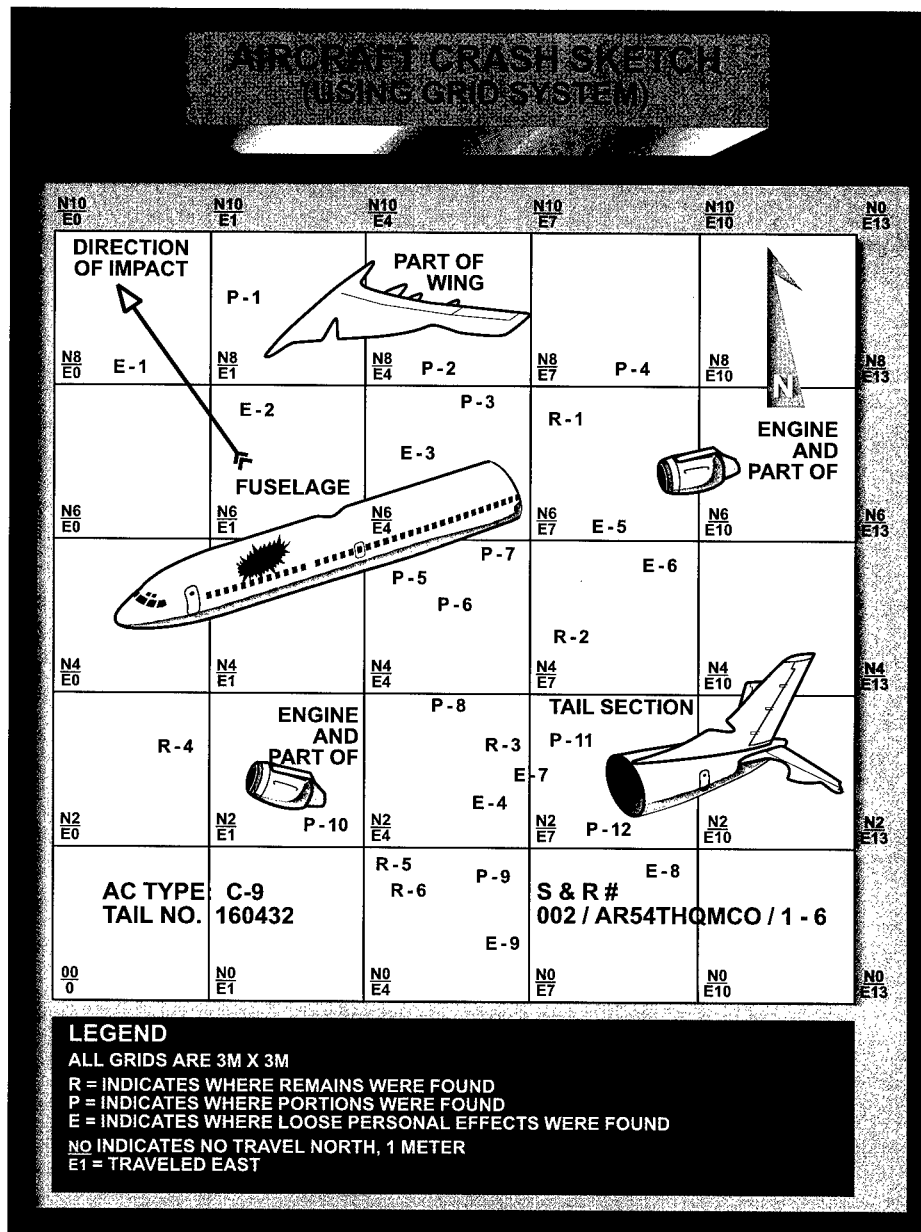 AIRCRAFT CRASH SKETCH
(USING GRID SYSTEM)
N10 N10 N10 N10 N10 N0
E0 E1 E4 E7 E10 E13
DIRECTION
OF IMPACT
PART OF
WING
P-1
N8 N8 N8 N8 N8
E0 E1 E4 E7 E10 E13
E-1
P-2
P-4
N
E-2
P-3
R-1
E-3
ENGINE
AND
PART OF
FUSELAGE
N6 N6 N6 N6 N6 N6
E0 E1 E4 E7 E10 E13
E-5
P-7
E-6
P-5
P-6
R-2
N4 N4 N4 N4 N4 N4
E0 E1 E4 E7 E10 E13
P-8
TAIL SECTION
ENGINE
AND
PART OF
R-4
R-3
P-11
E-7
E-4
N2 N2 N2 N2 N2 N2
E0 E1 E4 E7 E10 E13
P-10
P-12
R-5
P-9
E-8
R-6
AC TYPE: C-9
TAIL NO. 160432
S & R #
002 / AR54THQMCO / 1 - 6
E-9
00 N0 N0 N0 N0 N0
0 E1 E4 E7 E10 E13
LEGEND
ALL GRIDS ARE 3M X 3M
R = INDICATES WHERE REMAINS WERE FOUND
P = INDICATES WHERE PORTIONS WERE FOUND
E = INDICATES WHERE LOOSE PERSONAL EFFECTS WERE FOUND
NO INDICATES NO TRAVEL NORTH, 1 METER
E1 = TRAVELED EAST